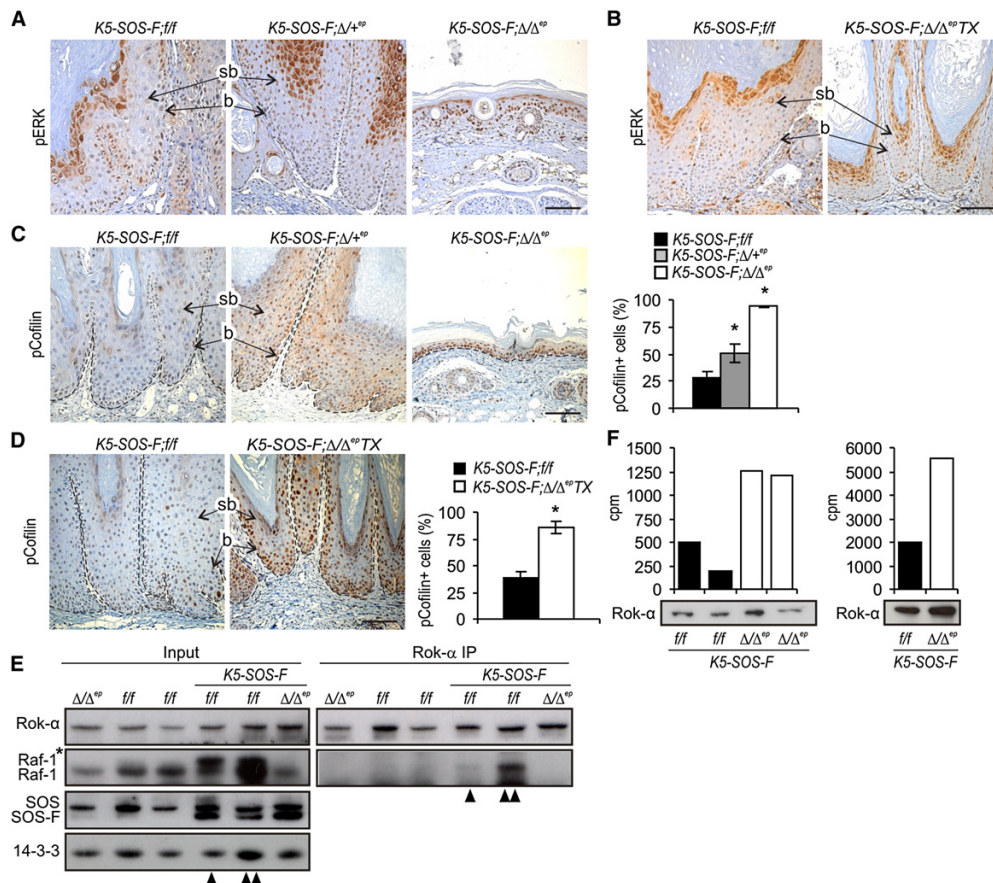 A
K5-SOS-F;f/f
K5-SOS-F;Δ/+ep
K5-SOS-F;Δ/Δep
pERK
sb
b
B
K5-SOS-F;f/f
K5-SOS-F;Δ/ΔepTX
pERK
sb
b
C
K5-SOS-F;f/f
K5-SOS-F;Δ/+ep
K5-SOS-F;Δ/Δep
pCofilin
sb
b
K5-SOS-F;f/f
K5-SOS-F;Δ/+ep
K5-SOS-F;Δ/Δep
pCofilin+ cells (%)
100
75
50
25
0
*
*
D
K5-SOS-F;f/f
K5-SOS-F;Δ/ΔepTX
pCofilin
sb
b
K5-SOS-F;f/f
K5-SOS-F;Δ/ΔepTX
pCofilin+ cells (%)
100
75
50
25
0
*
F
cpm
1500
1250
1000
750
500
250
0
Rok-α
f/f f/f Δ/Δep Δ/Δep
K5-SOS-F
cpm
6000
5000
4000
3000
2000
1000
0
Rok-α
f/f Δ/Δep
K5-SOS-F
E
Input
Rok-α IP
K5-SOS-F
K5-SOS-F
Δ/Δep f/f f/f f/f f/f Δ/Δep
Δ/Δep f/f f/f f/f f/f Δ/Δep
Rok-α
Raf-1*
Raf-1
SOS
SOS-F
14-3-3